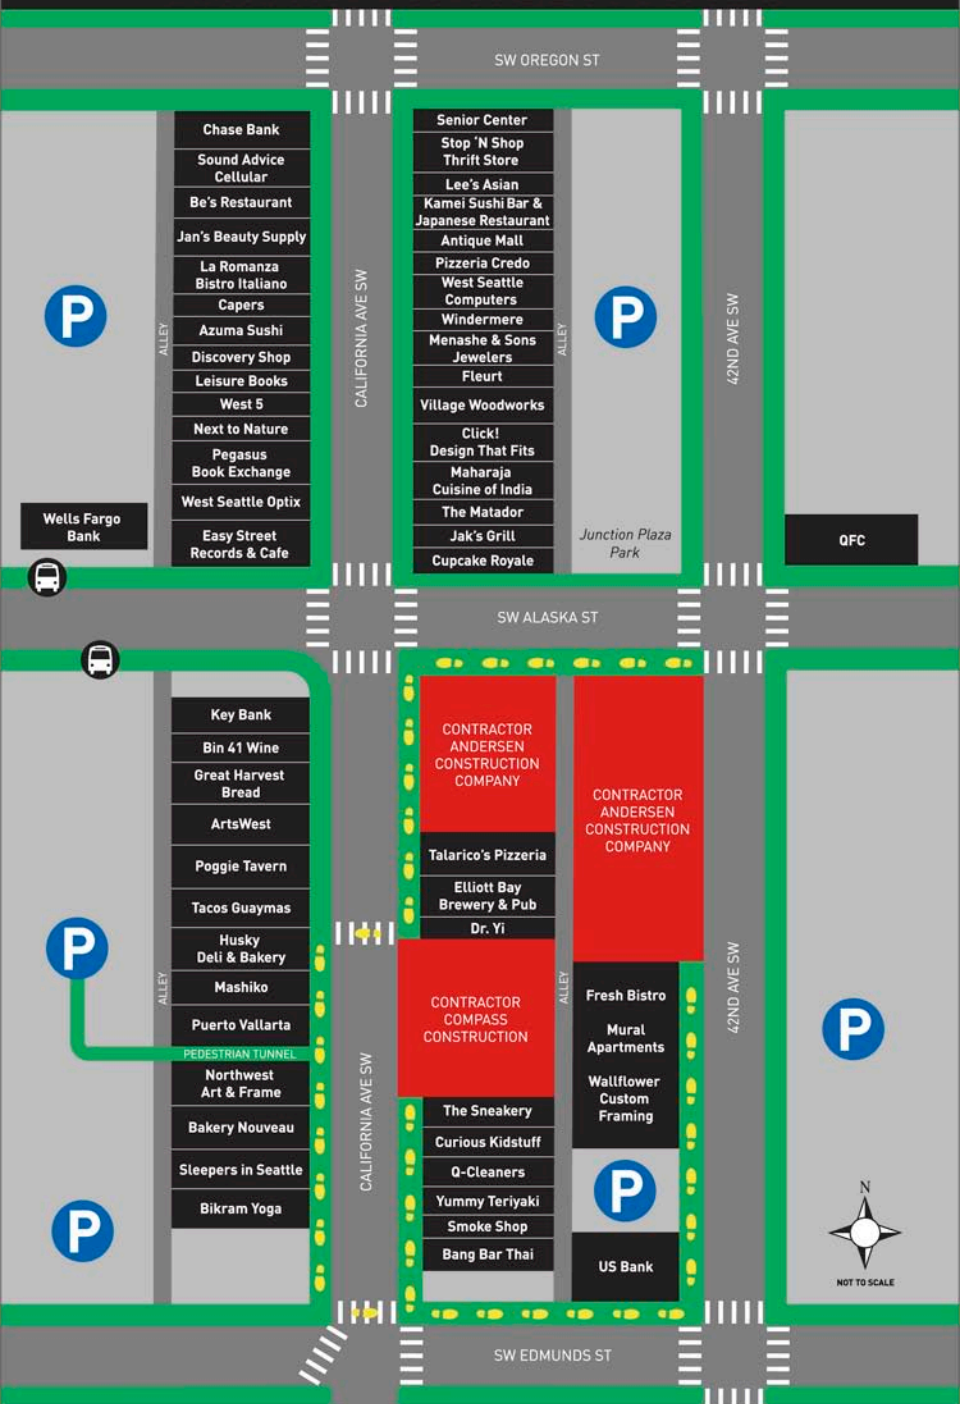 SW OREGON ST
Chase Bank
Sound Advice
Cellular
Be's Restaurant
Jan's Beauty Supply
La Romanza
Bistro Italiano
Capers
Azuma Sushi
Discovery Shop
Leisure Books
West 5
Next to Nature
Pegasus
Book Exchange
West Seattle Optix
Easy Street
Records & Cafe
P
ALLEY
Wells Fargo
Bank
CALIFORNIA AVE SW
Senior Center
Stop 'N Shop
Thrift Store
Lee's Asian
Kamei Sushi Bar &
Japanese Restaurant
Antique Mall
Pizzeria Credo
West Seattle
Computers
Windermere
Menashe & Sons
Jewelers
Fleurt
Village Woodworks
Click!
Design That Fits
Maharaja
Cuisine of India
The Matador
Jak's Grill
Cupcake Royale
ALLEY
P
Junction Plaza
Park
42ND AVE SW
QFC
SW ALASKA ST
Key Bank
Bin 41 Wine
Great Harvest
Bread
ArtsWest
Poggie Tavern
Tacos Guaymas
Husky
Deli & Bakery
Mashiko
Puerto Vallarta
PEDESTRIAN TUNNEL
Northwest
Art & Frame
Bakery Nouveau
Sleepers in Seattle
Bikram Yoga
P
ALLEY
P
CALIFORNIA AVE SW
CONTRACTOR
ANDERSEN
CONSTRUCTION
COMPANY
Talarico's Pizzeria
Elliott Bay
Brewery & Pub
Dr. Yi
CONTRACTOR
COMPASS
CONSTRUCTION
The Sneakery
Curious Kidstuff
Q-Cleaners
Yummy Teriyaki
Smoke Shop
Bang Bar Thai
ALLEY
CONTRACTOR
ANDERSEN
CONSTRUCTION
COMPANY
Fresh Bistro
Mural
Apartments
Wallflower
Custom
Framing
P
US Bank
42ND AVE SW
P
N
NOT TO SCALE
SW EDMUNDS ST